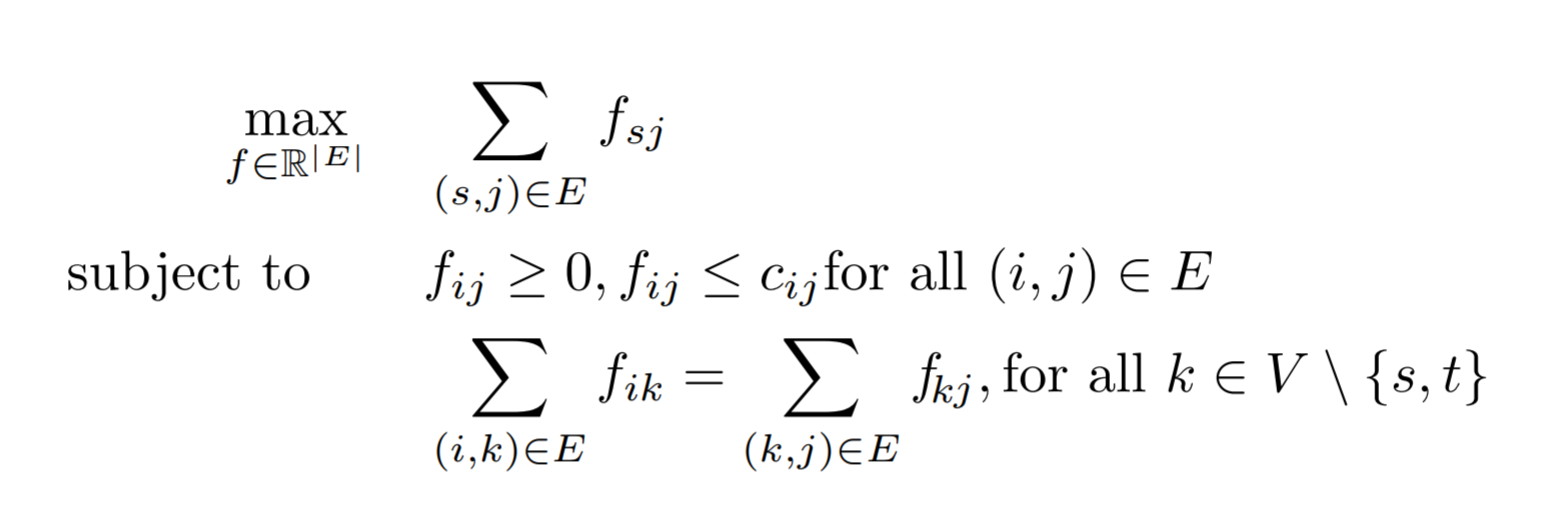 max_{f∈ℝ^{|E|}} ∑_{(s,j)∈E} f_{sj}
subject to f_{ij} ≥ 0, f_{ij} ≤ c_{ij}for all (i, j) ∈ E
∑_{(i,k)∈E} f_{ik} = ∑_{(k,j)∈E} f_{kj}, for all k ∈ V \ {s, t}